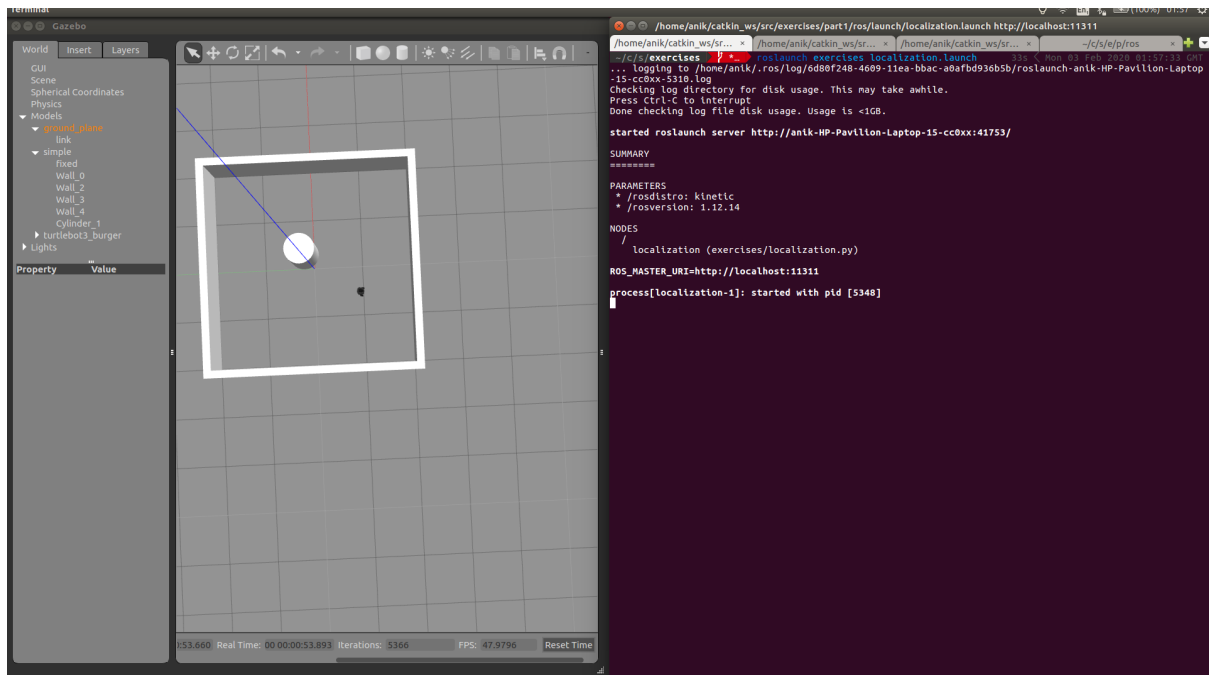 Terminal
(100%) 01:57
Gazebo
World Insert Layers
GUI
Scene
Spherical Coordinates
Physics
Models
ground_plane
link
simple
fixed
Wall_0
Wall_2
Wall_3
Wall_4
Cylinder_1
turtlebot3_burger
Lights
Property Value
:53.660 Real Time: 00 00:00:53.893 Iterations: 5366 FPS: 47.9796 Reset Time
/home/anik/catkin_ws/src/exercises/part1/ros/launch/localization.launch http://localhost:11311
/home/anik/catkin_ws/sr... × /home/anik/catkin_ws/sr... × /home/anik/catkin_ws/sr... × ~/c/s/e/p/ros ×
~/c/s/exercises *… roslaunch exercises localization.launch 33s < Mon 03 Feb 2020 01:57:33 GMT
... logging to /home/anik/.ros/log/6d80f248-4609-11ea-bbac-a0afbd936b5b/roslaunch-anik-HP-Pavilion-Laptop
-15-cc0xx-5310.log
Checking log directory for disk usage. This may take awhile.
Press Ctrl-C to interrupt
Done checking log file disk usage. Usage is <1GB.
started roslaunch server http://anik-HP-Pavilion-Laptop-15-cc0xx:41753/
SUMMARY
========
PARAMETERS
* /rosdistro: kinetic
* /rosversion: 1.12.14
NODES
/
localization (exercises/localization.py)
ROS_MASTER_URI=http://localhost:11311
process[localization-1]: started with pid [5348]